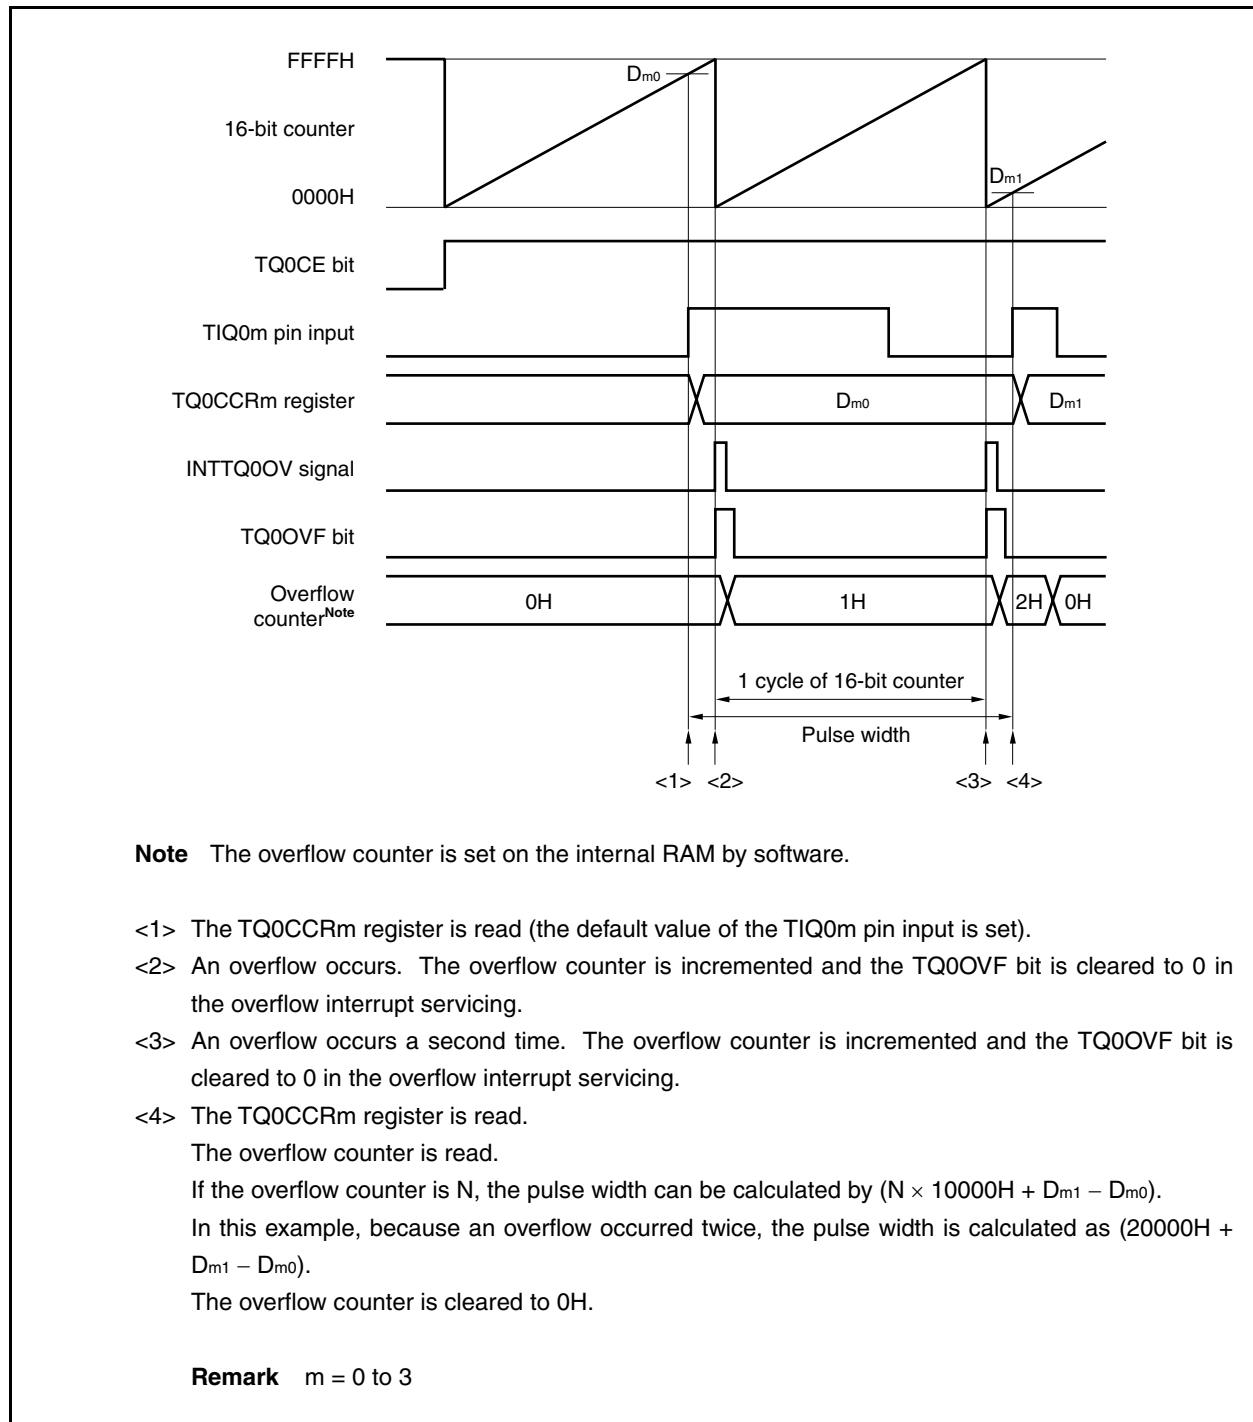 FFFFH
Dm0
16-bit counter
Dm1
0000H
TQ0CE bit
TIQ0m pin input
TQ0CCRm register
Dm0
Dm1
INTTQ0OV signal
TQ0OVF bit
Overflow
counterNote
0H
1H
2H
0H
1 cycle of 16-bit counter
Pulse width
<1> <2> <3> <4>
Note The overflow counter is set on the internal RAM by software.
<1> The TQ0CCRm register is read (the default value of the TIQ0m pin input is set).
<2> An overflow occurs. The overflow counter is incremented and the TQ0OVF bit is cleared to 0 in
the overflow interrupt servicing.
<3> An overflow occurs a second time. The overflow counter is incremented and the TQ0OVF bit is
cleared to 0 in the overflow interrupt servicing.
<4> The TQ0CCRm register is read.
The overflow counter is read.
If the overflow counter is N, the pulse width can be calculated by (N × 10000H + Dm1 − Dm0).
In this example, because an overflow occurred twice, the pulse width is calculated as (20000H +
Dm1 − Dm0).
The overflow counter is cleared to 0H.
Remark m = 0 to 3